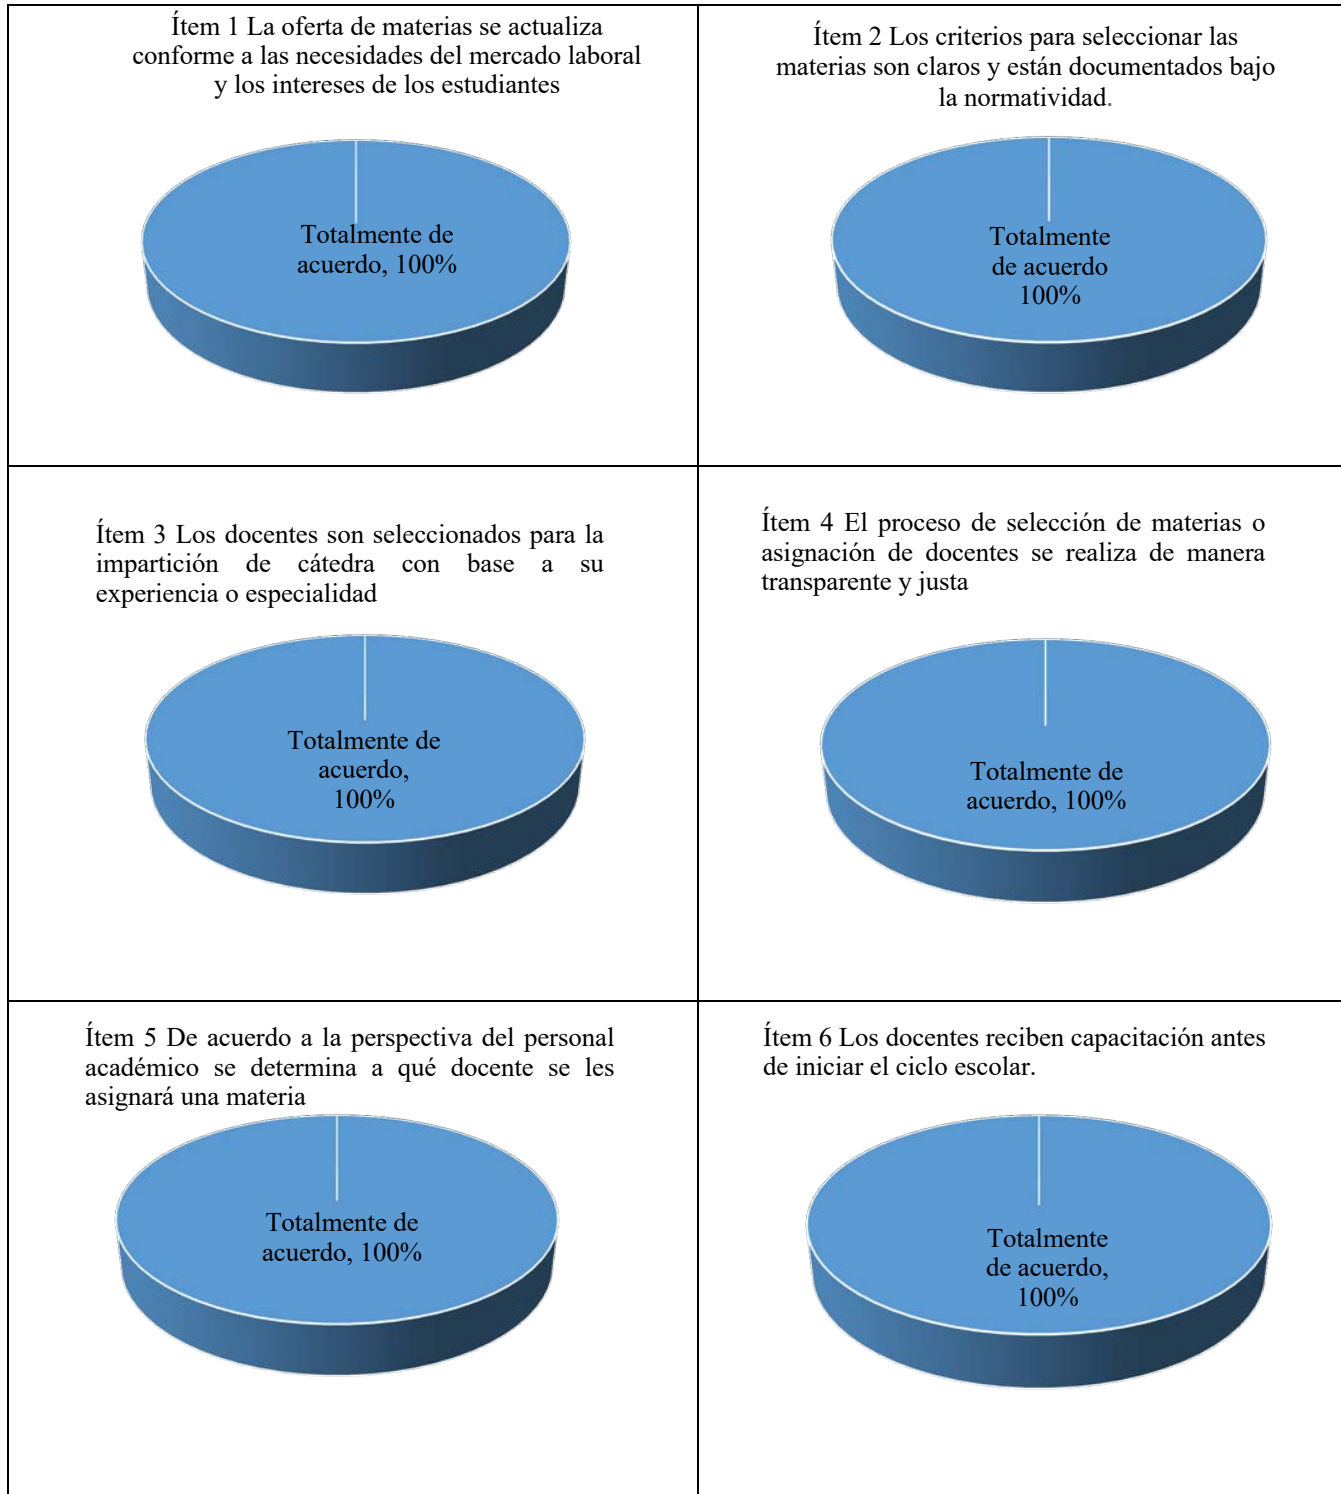 Ítem 1 La oferta de materias se actualiza
conforme a las necesidades del mercado laboral
y los intereses de los estudiantes
Totalmente de
acuerdo, 100%
Ítem 2 Los criterios para seleccionar las
materias son claros y están documentados bajo
la normatividad.
Totalmente
de acuerdo
100%
Ítem 3 Los docentes son seleccionados para la
impartición de cátedra con base a su
experiencia o especialidad
Totalmente de
acuerdo,
100%
Ítem 4 El proceso de selección de materias o
asignación de docentes se realiza de manera
transparente y justa
Totalmente de
acuerdo, 100%
Ítem 5 De acuerdo a la perspectiva del personal
académico se determina a qué docente se les
asignará una materia
Totalmente de
acuerdo, 100%
Ítem 6 Los docentes reciben capacitación antes
de iniciar el ciclo escolar.
Totalmente
de acuerdo,
100%